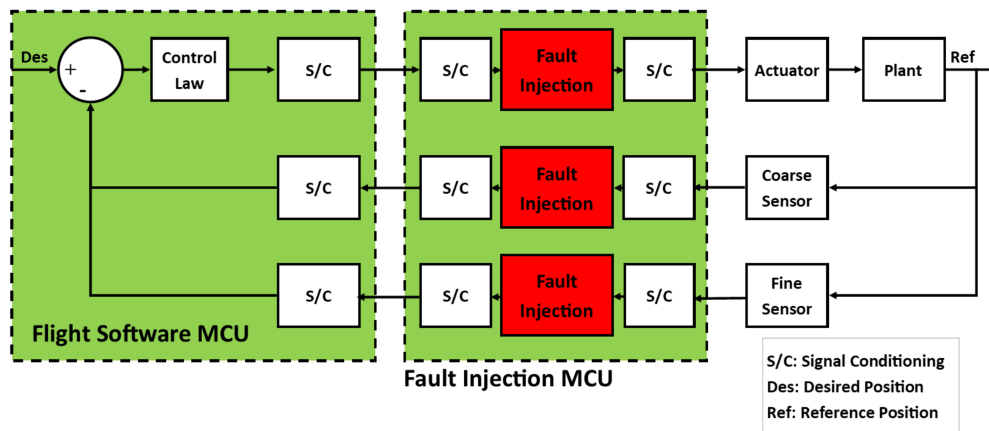 Des
+
-
Control
Law
S/C
S/C
Fault
Injection
S/C
Actuator
Plant
Ref
S/C
S/C
Fault
Injection
S/C
Coarse
Sensor
S/C
S/C
Fault
Injection
S/C
Fine
Sensor
Flight Software MCU
Fault Injection MCU
S/C: Signal Conditioning
Des: Desired Position
Ref: Reference Position